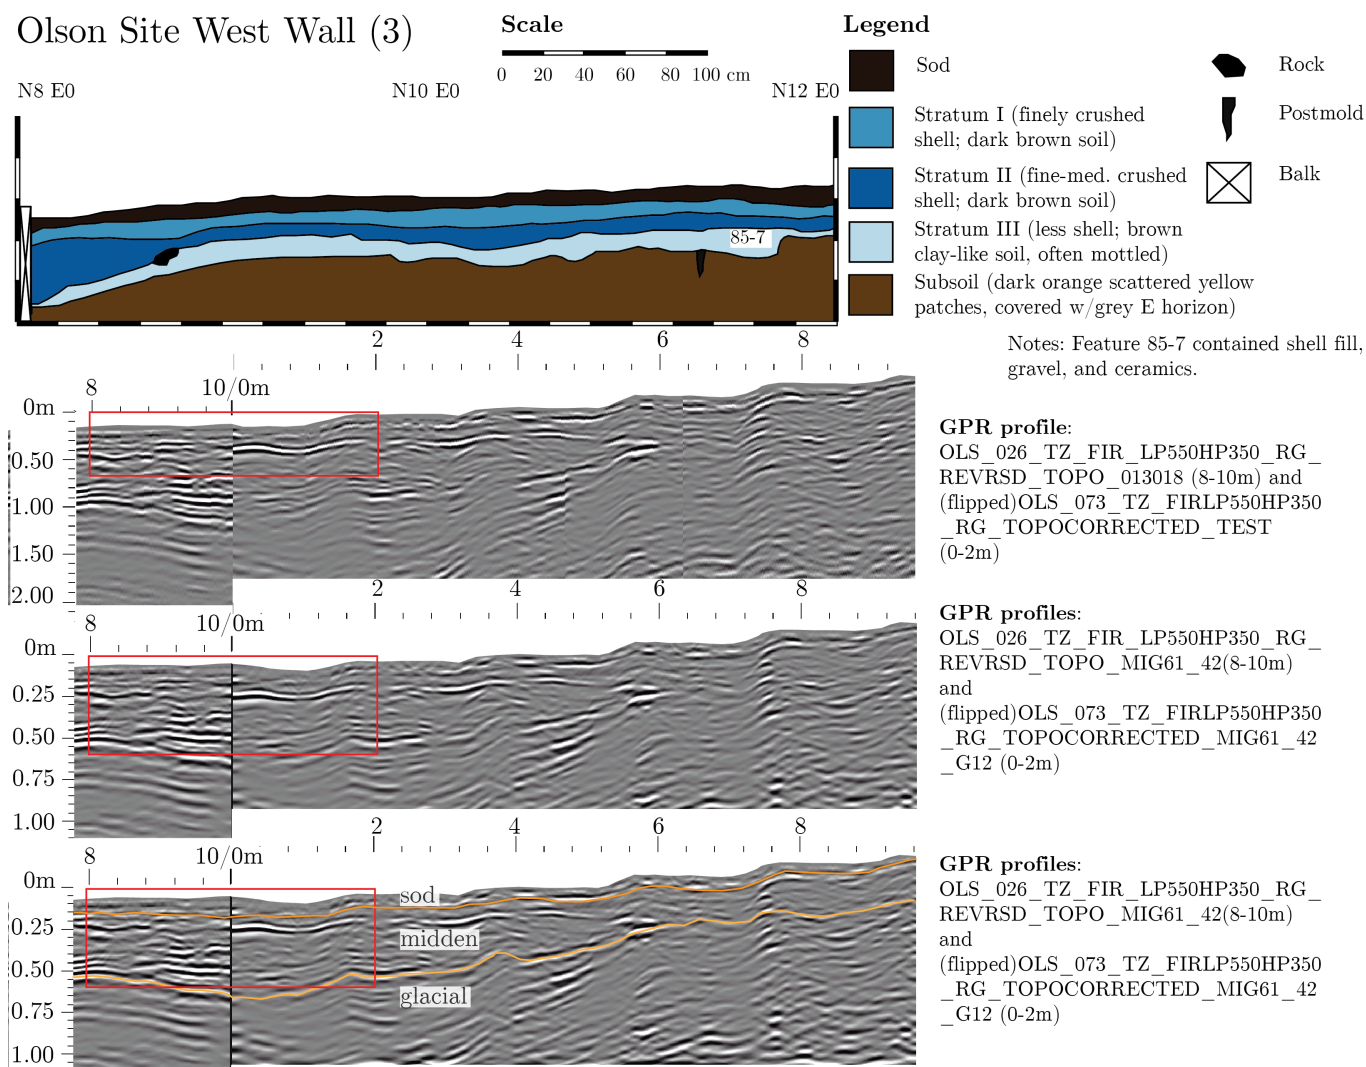 Olson Site West Wall (3)
Scale
0 20 40 60 80 100 cm
N8 E0 N10 E0 N12 E0
85-7
Legend
Sod
Stratum I (finely crushed
shell; dark brown soil)
Stratum II (fine-med. crushed
shell; dark brown soil)
Stratum III (less shell; brown
clay-like soil, often mottled)
Subsoil (dark orange scattered yellow
patches, covered w/grey E horizon)
Rock
Postmold
Balk
Notes: Feature 85-7 contained shell fill,
gravel, and ceramics.
2 4 6 8
8 10/0m
0m
0.50
1.00
1.50
2.00
GPR profile:
OLS_026_TZ_FIR_LP550HP350_RG_
REVRSD_TOPO_013018 (8-10m) and
(flipped)OLS_073_TZ_FIRLP550HP350
_RG_TOPOCORRECTED_TEST
(0-2m)
2 4 6 8
8 10/0m
0m
0.25
0.50
0.75
1.00
GPR profiles:
OLS_026_TZ_FIR_LP550HP350_RG_
REVRSD_TOPO_MIG61_42(8-10m)
and
(flipped)OLS_073_TZ_FIRLP550HP350
_RG_TOPOCORRECTED_MIG61_42
_G12 (0-2m)
2 4 6 8
8 10/0m
0m
0.25
0.50
0.75
1.00
sod
midden
glacial
GPR profiles:
OLS_026_TZ_FIR_LP550HP350_RG_
REVRSD_TOPO_MIG61_42(8-10m)
and
(flipped)OLS_073_TZ_FIRLP550HP350
_RG_TOPOCORRECTED_MIG61_42
_G12 (0-2m)